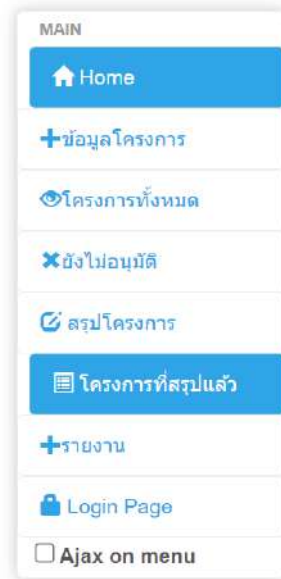 MAIN
Home
ข้อมูลโครงการ
โครงการทั้งหมด
ยังไม่อนุมัติ
สรุปโครงการ
โครงการที่สรุปแล้ว
รายงาน
Login Page
Ajax on menu